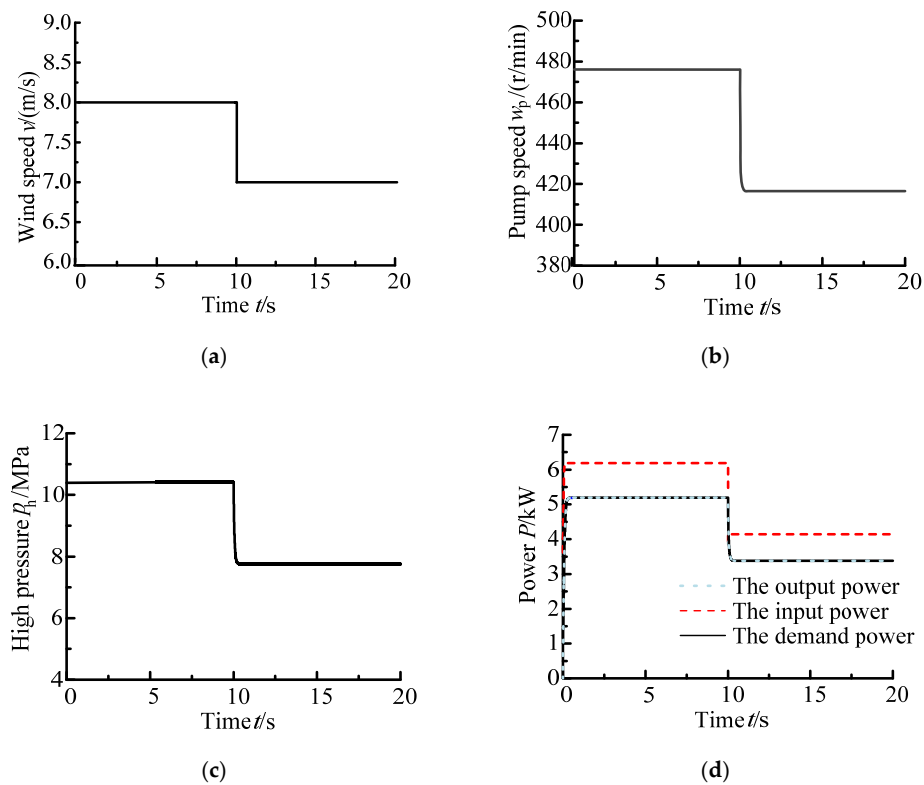 9.0
8.5
8.0
7.5
7.0
6.5
6.0
Wind speed v/(m/s)
0 5 10 15 20
Time t/s
(a)
500
480
460
440
420
400
380
Pump speed wp/(r/min)
0 5 10 15 20
Time t/s
(b)
12
10
8
6
4
High pressure ph/MPa
0 5 10 15 20
Time t/s
(c)
7
6
5
4
3
2
1
0
Power P/kW
The output power
The input power
The demand power
0 5 10 15 20
Time t/s
(d)